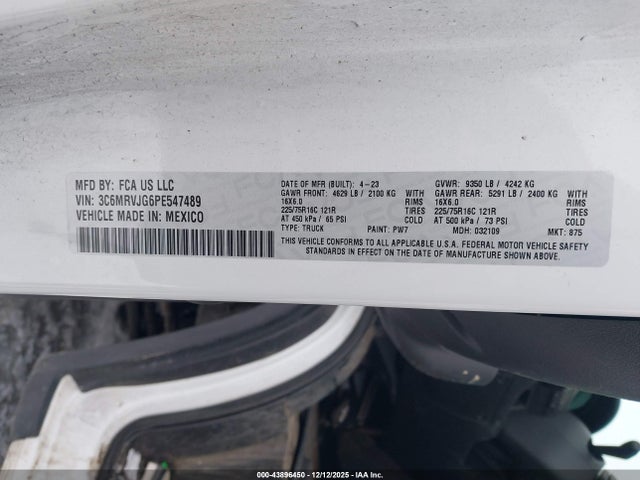 MFD BY: FCA US LLC
VIN: 3C6MRVJG6PE547489
VEHICLE MADE IN: MEXICO
DATE OF MFR (BUILT): 4-23
GAWR FRONT: 4629 LB / 2100 KG WITH
16X6.0 RIMS
225/75R16C 121R TIRES
AT 450 kPa / 65 PSI COLD
TYPE: TRUCK PAINT: PW7
GVWR: 9350 LB / 4242 KG
GAWR REAR: 5291 LB / 2400 KG WITH
16X6.0 RIMS
225/75R16C 121R TIRES
AT 500 kPa / 73 PSI COLD
MDH: 032109 MKT: 875
THIS VEHICLE CONFORMS TO ALL APPLICABLE U.S.A. FEDERAL MOTOR VEHICLE SAFETY
STANDARDS IN EFFECT ON THE DATE OF MANUFACTURE SHOWN ABOVE.
000-43896450 - 12/12/2025 - IAAI.com